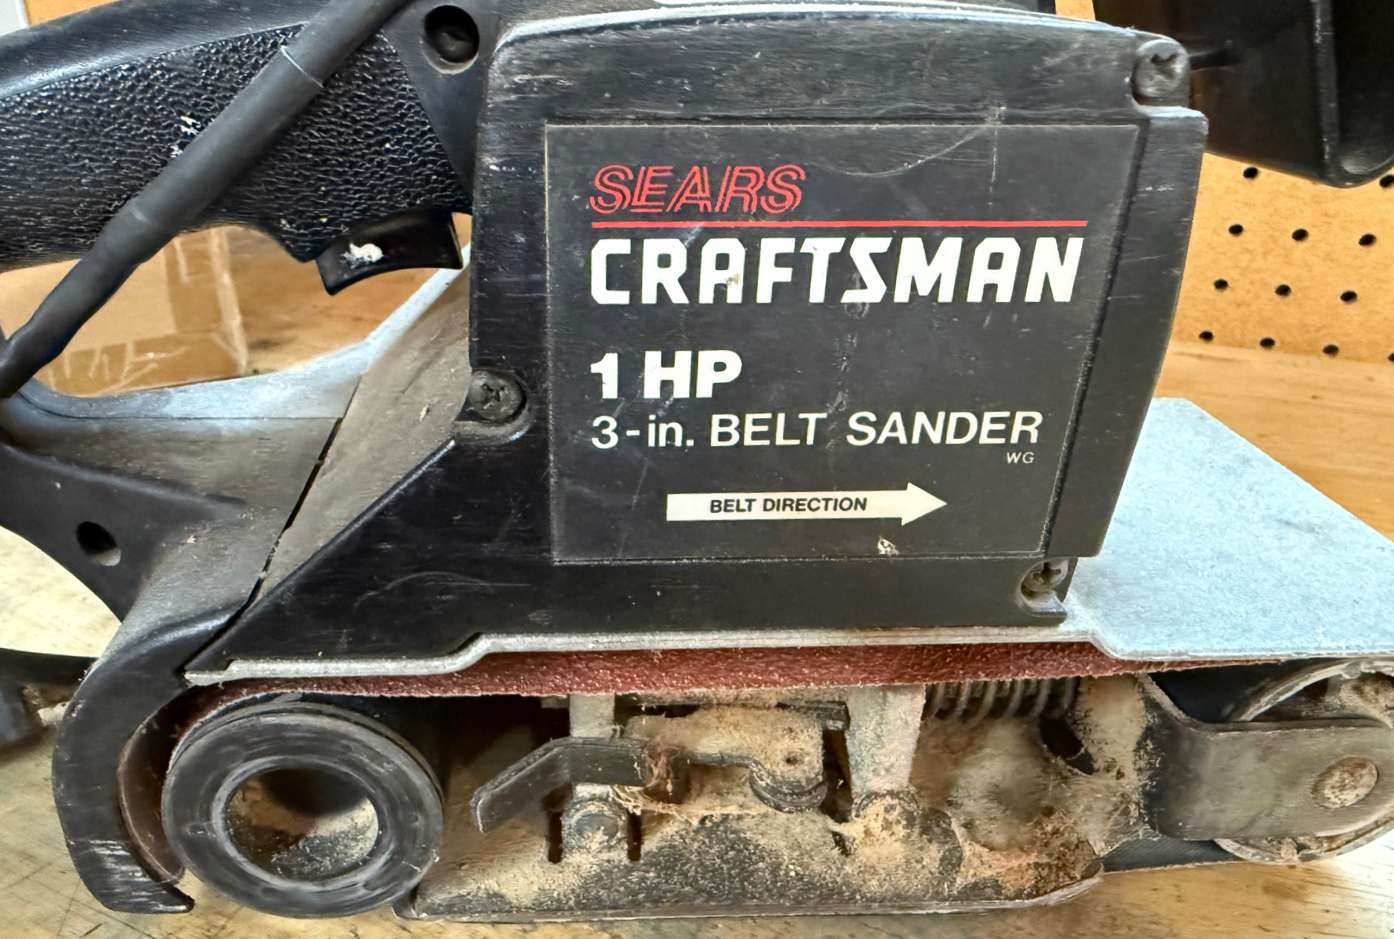 SEARS
CRAFTSMAN
1 HP
3-in. BELT SANDER
WG
BELT DIRECTION